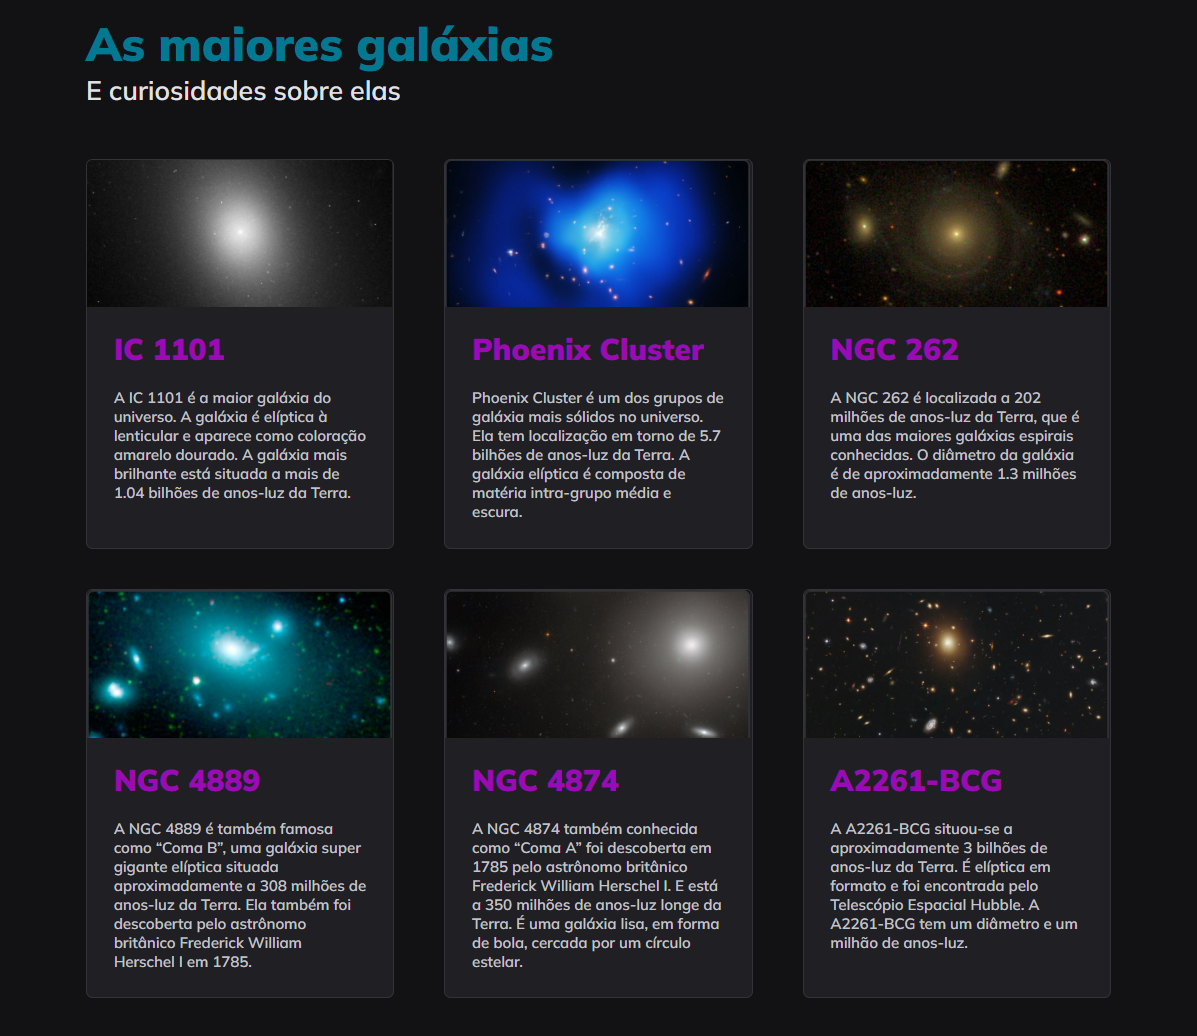 As maiores galáxias
E curiosidades sobre elas
IC 1101
A IC 1101 é a maior galáxia do
universo. A galáxia é elíptica à
lenticular e aparece como coloração
amarelo dourado. A galáxia mais
brilhante está situada a mais de
1.04 bilhões de anos-luz da Terra.
Phoenix Cluster
Phoenix Cluster é um dos grupos de
galáxia mais sólidos no universo.
Ela tem localização em torno de 5.7
bilhões de anos-luz da Terra. A
galáxia elíptica é composta de
matéria intra-grupo média e
escura.
NGC 262
A NGC 262 é localizada a 202
milhões de anos-luz da Terra, que é
uma das maiores galáxias espirais
conhecidas. O diâmetro da galáxia
é de aproximadamente 1.3 milhões
de anos-luz.
NGC 4889
A NGC 4889 é também famosa
como “Coma B”, uma galáxia super
gigante elíptica situada
aproximadamente a 308 milhões de
anos-luz da Terra. Ela também foi
descoberta pelo astrônomo
britânico Frederick William
Herschel I em 1785.
NGC 4874
A NGC 4874 também conhecida
como “Coma A” foi descoberta em
1785 pelo astrônomo britânico
Frederick William Herschel I. E está
a 350 milhões de anos-luz longe da
Terra. É uma galáxia lisa, em forma
de bola, cercada por um círculo
estelar.
A2261-BCG
A A2261-BCG situou-se a
aproximadamente 3 bilhões de
anos-luz da Terra. É elíptica em
formato e foi encontrada pelo
Telescópio Espacial Hubble. A
A2261-BCG tem um diâmetro e um
milhão de anos-luz.